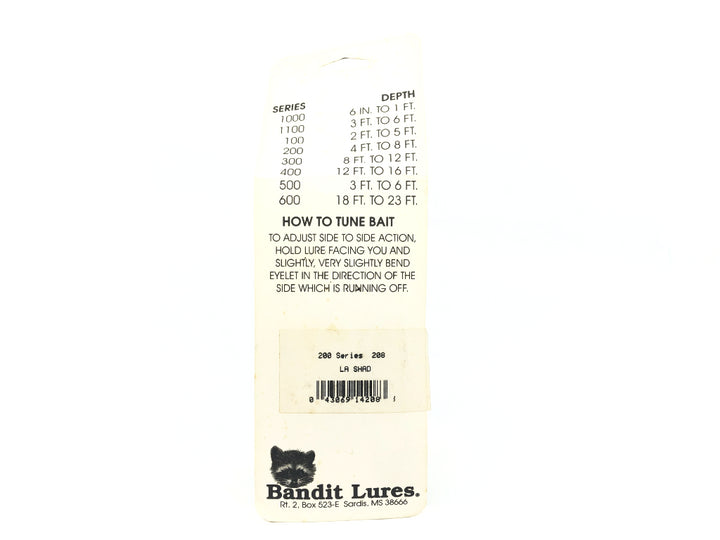 SERIES DEPTH
1000 6 IN. TO 1 FT.
1100 3 FT. TO 6 FT.
100 2 FT. TO 5 FT.
200 4 FT. TO 8 FT.
300 8 FT. TO 12 FT.
400 12 FT. TO 16 FT.
500 3 FT. TO 6 FT.
600 18 FT. TO 23 FT.
HOW TO TUNE BAIT
TO ADJUST SIDE TO SIDE ACTION,
HOLD LURE FACING YOU AND
SLIGHTLY, VERY SLIGHTLY BEND
EYELET IN THE DIRECTION OF THE
SIDE WHICH IS RUNNING OFF.
200 Series 208
LA SHAD
0 43069 14208
Bandit Lures.
Rt. 2, Box 523-E Sardis, MS 38666